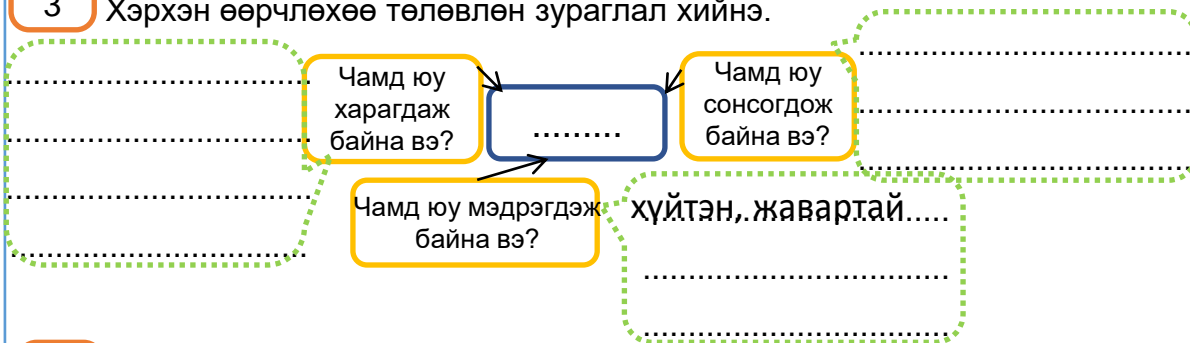 3 Хэрхэн өөрчлөхөө төлөвлөн зураглал хийнэ.
Чамд юу
харагдаж
байна вэ?
.........
Чамд юу
сонсогдож
байна вэ?
Чамд юу мэдрэгдэж
байна вэ?
хүйтэн, жавартай